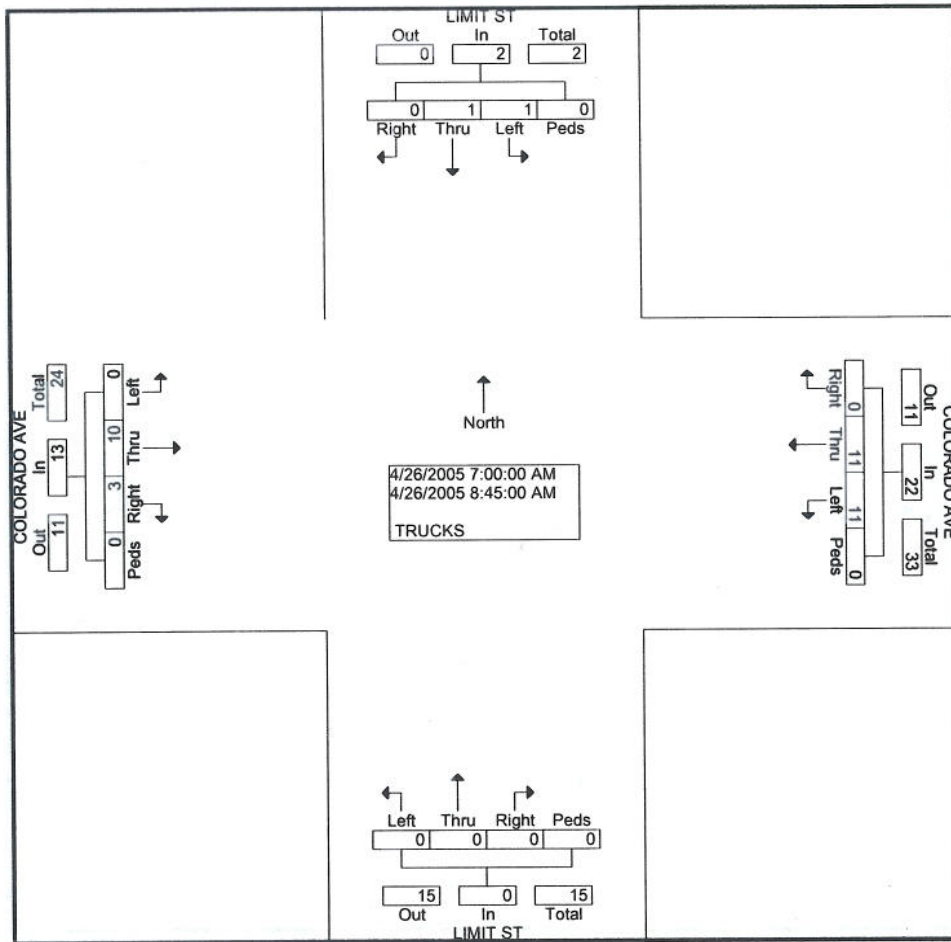 LIMIT ST
Out In Total
0 2 2
0 1 1 0
Right Thru Left Peds
COLORADO AVE
Total In Out
24 13 11
0 10 3 0
Left Thru Right Peds
North
4/26/2005 7:00:00 AM
4/26/2005 8:45:00 AM
TRUCKS
Right Thru Left Peds
0 11 11 0
Out In Total
11 22 33
COLORADO AVE
Left Thru Right Peds
0 0 0 0
15 0 15
Out In Total
LIMIT ST